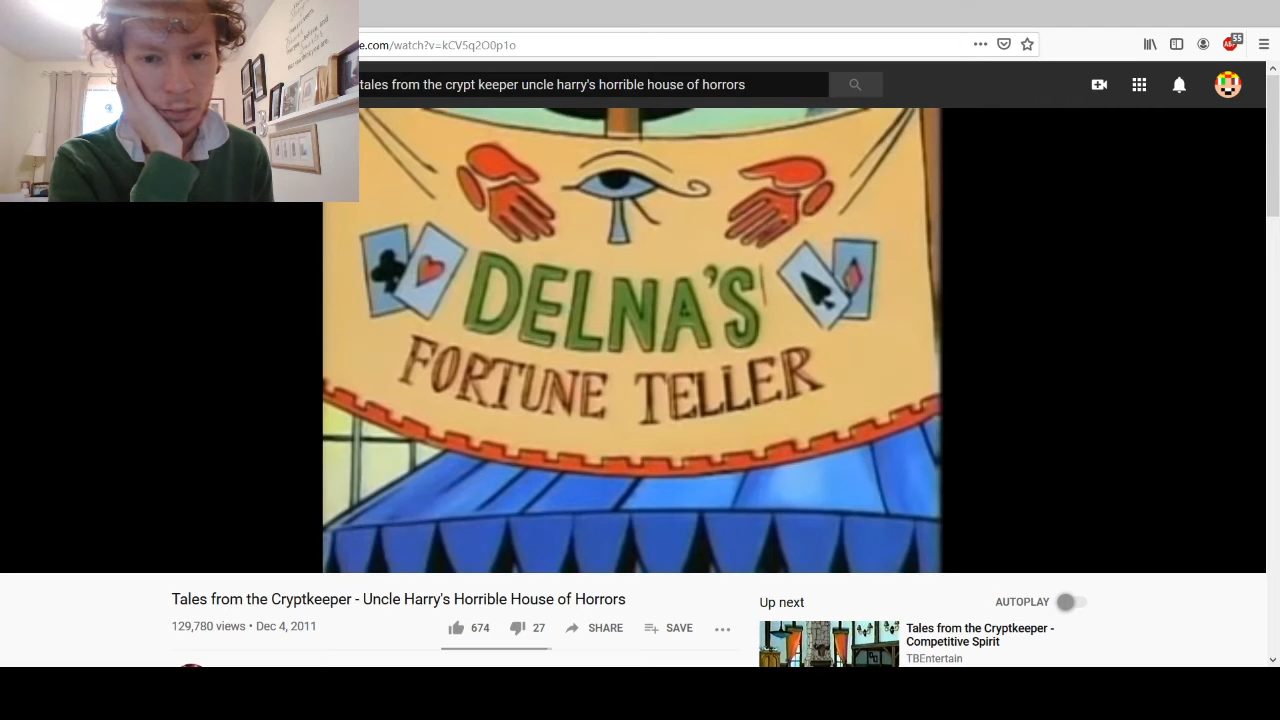 e.com/watch?v=kCV5q2O0p1o
55
tales from the crypt keeper uncle harry's horrible house of horrors
DELNA'S
FORTUNE TELLER
Tales from the Cryptkeeper - Uncle Harry's Horrible House of Horrors
129,780 views • Dec 4, 2011
674
27
SHARE
SAVE
Up next
AUTOPLAY
Tales from the Cryptkeeper -
Competitive Spirit
TBEntertain